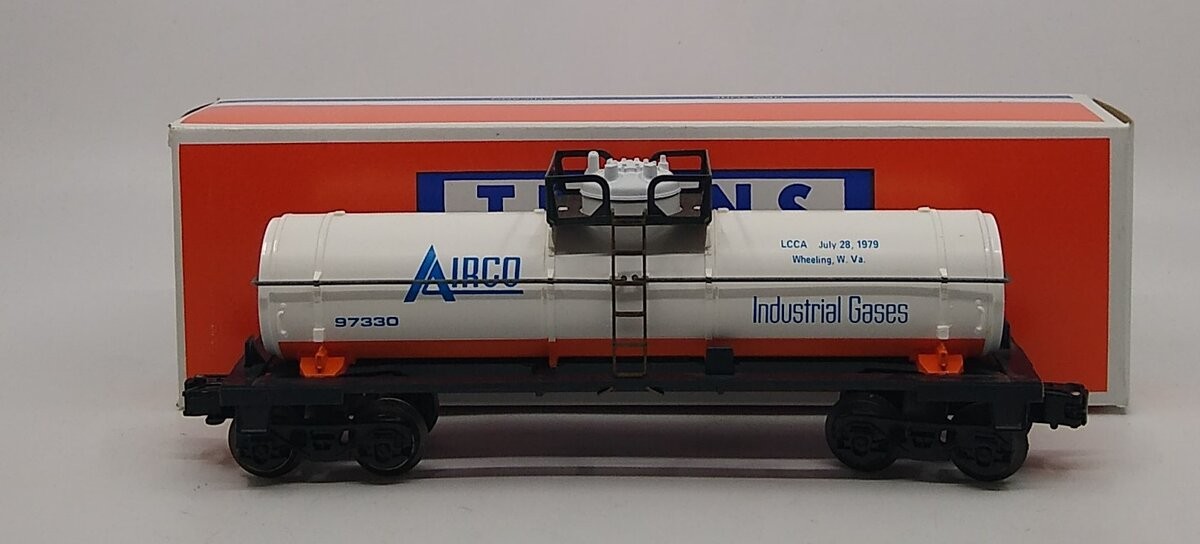 AIRCO
97330
LCCA July 28, 1979
Wheeling, W. Va.
Industrial Gases